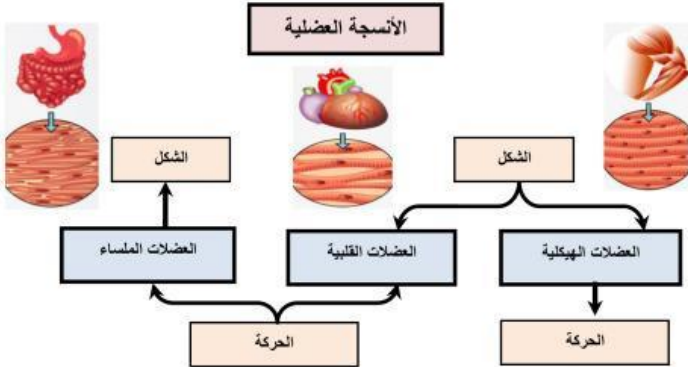 الأنسجة العضلية
الشكل
الشكل
العضلات الهيكلية
العضلات القلبية
العضلات الملساء
الحركة
الحركة